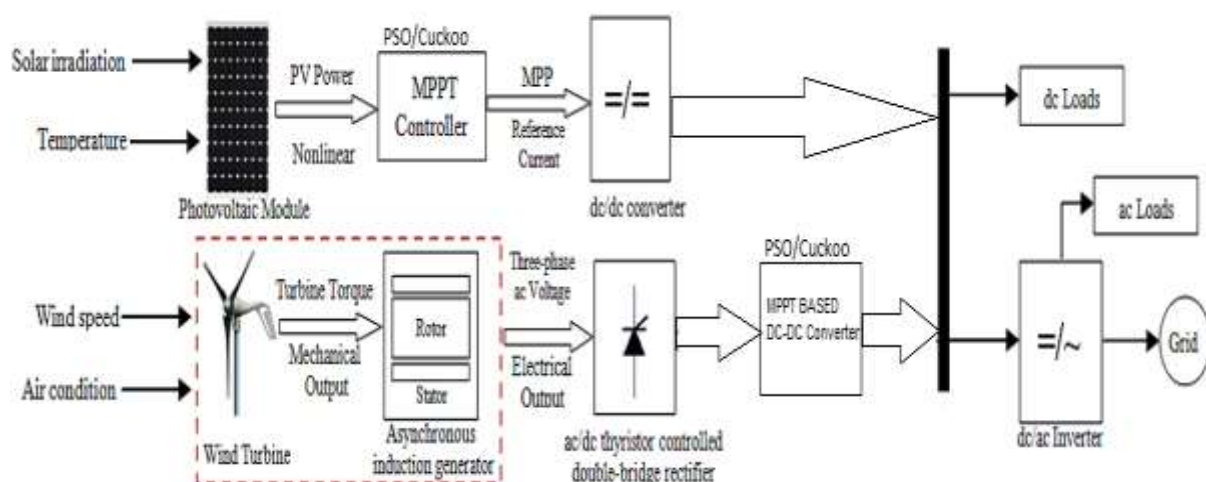 Solar irradiation
Temperature
Photovoltaic Module
PV Power
Nonlinear
PSO/Cuckoo
MPPT
Controller
MPP
Reference
Current
=/=
dc/dc converter
dc Loads
ac Loads
Wind speed
Air condition
Wind Turbine
Turbine Torque
Mechanical
Output
Rotor
Stator
Asynchronous
induction generator
Three-phase
ac Voltage
Electrical
Output
ac/dc thyristor controlled
double-bridge rectifier
PSO/Cuckoo
MPPT BASED
DC-DC Converter
=/~
dc/ac Inverter
Grid